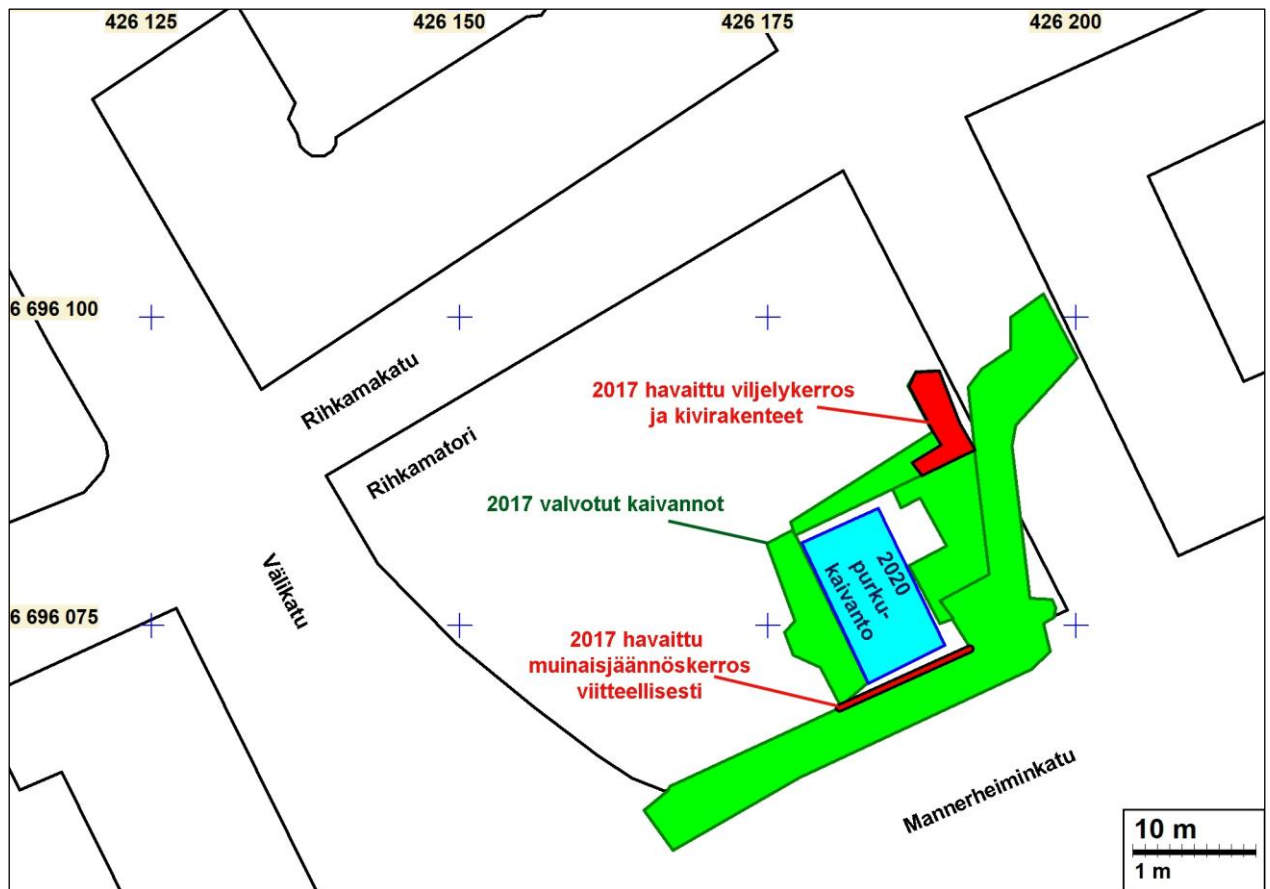 426 125
426 150
426 175
426 200
6 696 100
Rihkamakatu
2017 havaittu viljelykerros
ja kivirakenteet
Rihkamatori
2017 valvotut kaivannot
Välikatu
2020
purku-
kaivanto
6 696 075
2017 havaittu
muinaisjäännöskerros
viitteellisesti
Mannerheiminkatu
10 m
1 m